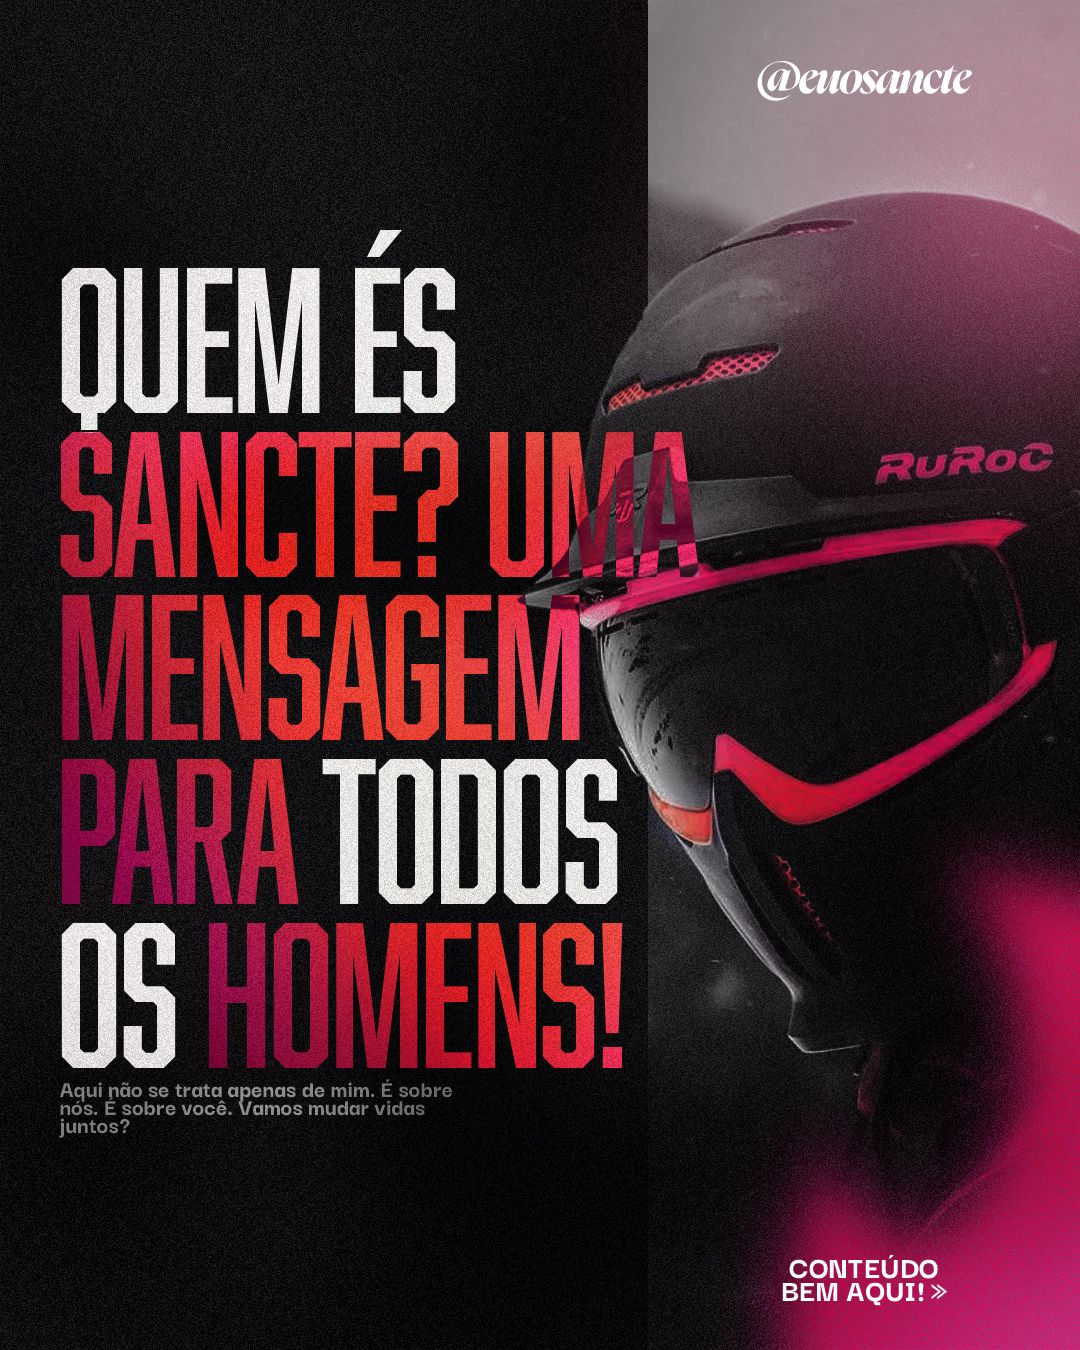 @euosancte
QUEM ÉS
SANCTE? UMA
MENSAGEM
PARA TODOS
OS HOMENS!
RUROC
Aqui não se trata apenas de mim. É sobre
nós. É sobre você. Vamos mudar vidas
juntos?
CONTEÚDO
BEM AQUI! »